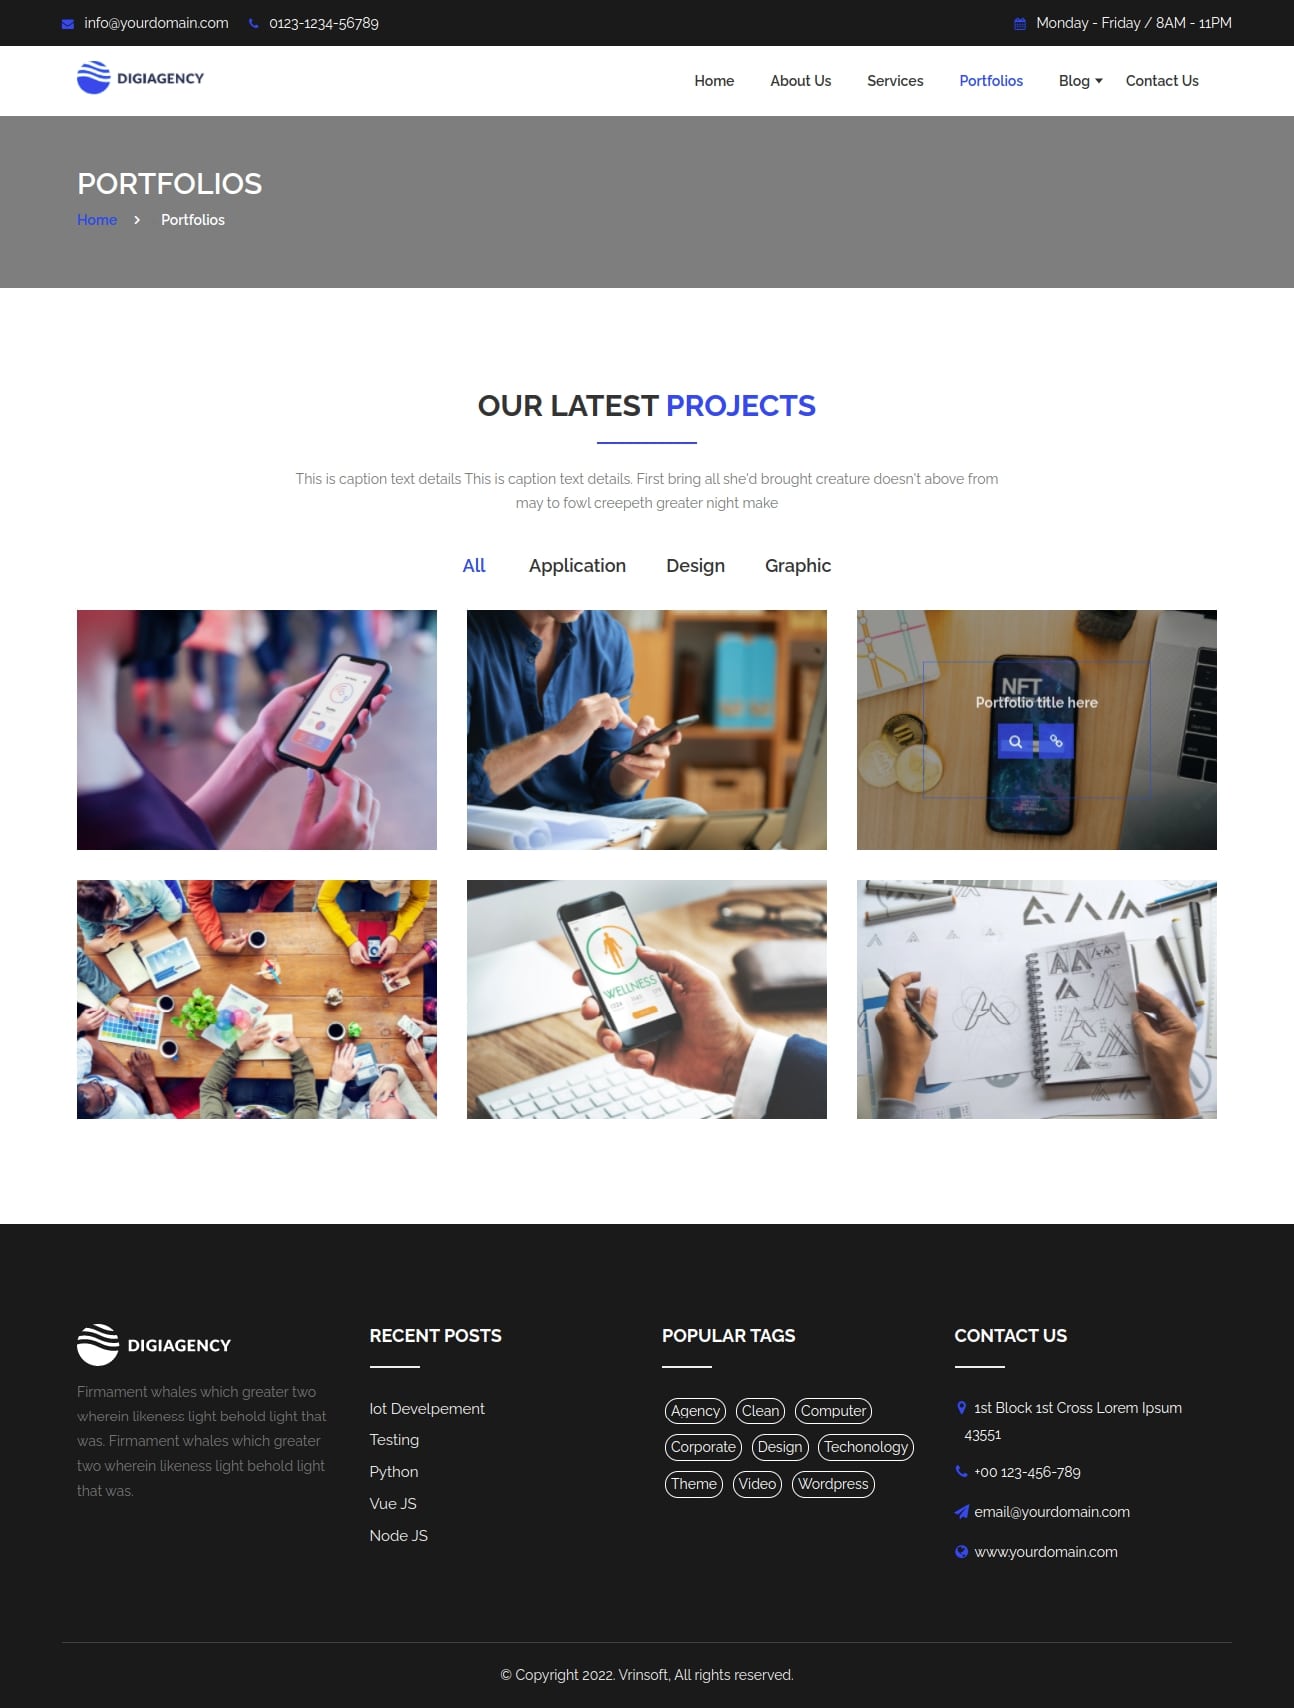 info@yourdomain.com 0123-1234-56789 Monday - Friday / 8AM - 11PM
DIGIAGENCY Home About Us Services Portfolios Blog Contact Us
PORTFOLIOS
Home Portfolios
OUR LATEST PROJECTS
This is caption text details This is caption text details. First bring all she'd brought creature doesn't above from
may to fowl creepeth greater night make
All Application Design Graphic
NFT
Portfolio title here
WELLNESS
DIGIAGENCY
Firmament whales which greater two
wherein likeness light behold light that
was. Firmament whales which greater
two wherein likeness light behold light
that was.
RECENT POSTS
Iot Develpement
Testing
Python
Vue JS
Node JS
POPULAR TAGS
Agency Clean Computer
Corporate Design Techonology
Theme Video Wordpress
CONTACT US
1st Block 1st Cross Lorem Ipsum
43551
+00 123-456-789
email@yourdomain.com
www.yourdomain.com
© Copyright 2022. Vrinsoft, All rights reserved.